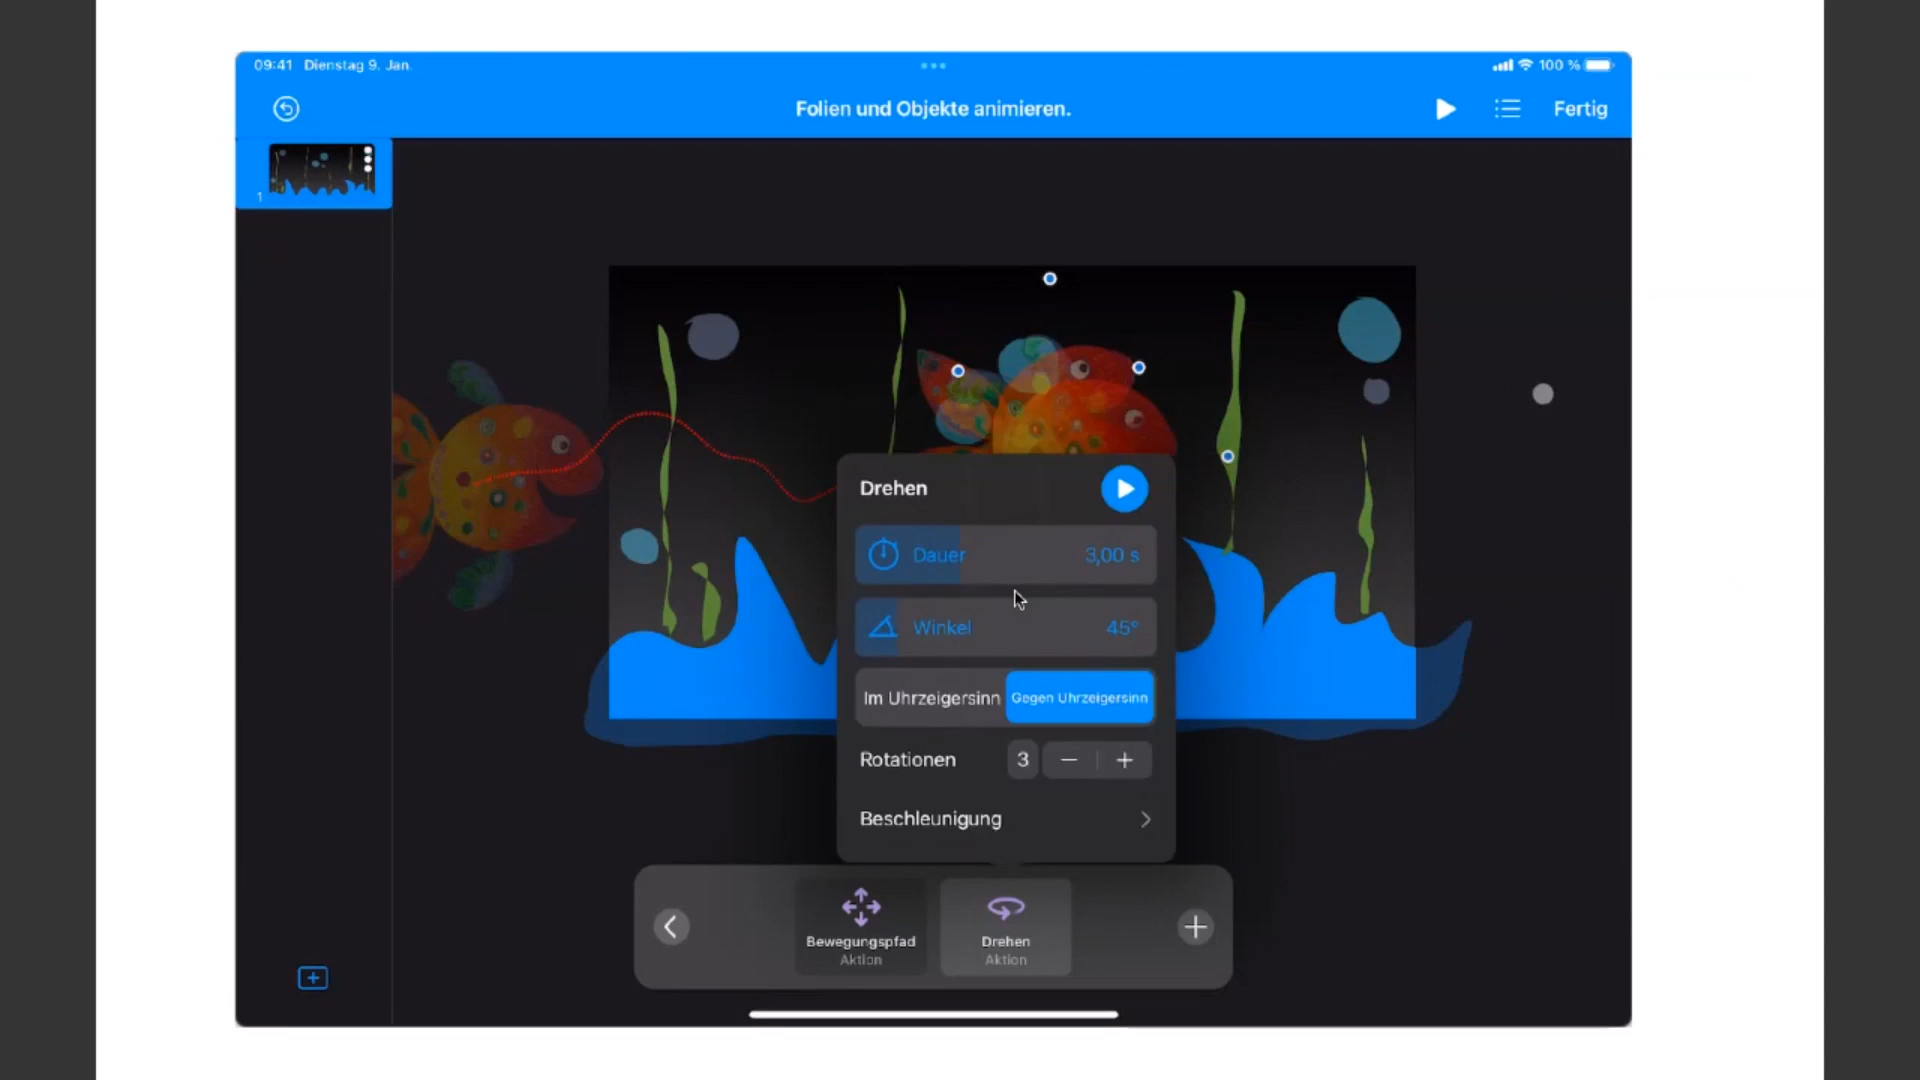 09:41 Dienstag 9. Jan.
100 %
Folien und Objekte animieren.
Fertig
1
Drehen
Dauer 3,00 s
Winkel 45°
Im Uhrzeigersinn Gegen Uhrzeigersinn
Rotationen 3 − +
Beschleunigung
Bewegungspfad
Aktion
Drehen
Aktion